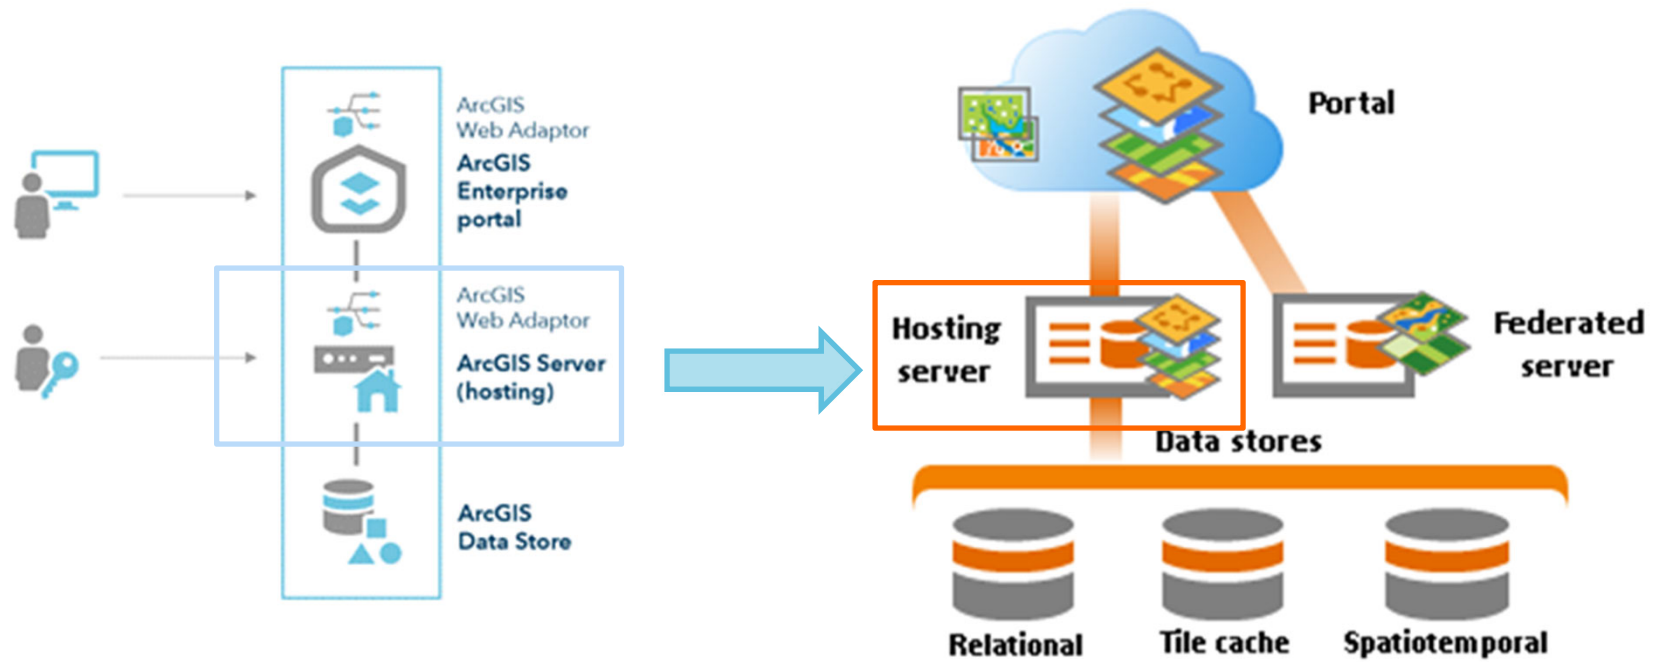 ArcGIS
Web Adaptor
ArcGIS
Enterprise
portal
ArcGIS
Web Adaptor
ArcGIS Server
(hosting)
ArcGIS
Data Store
Portal
Hosting
server
Federated
server
Data stores
Relational
Tile cache
Spatiotemporal